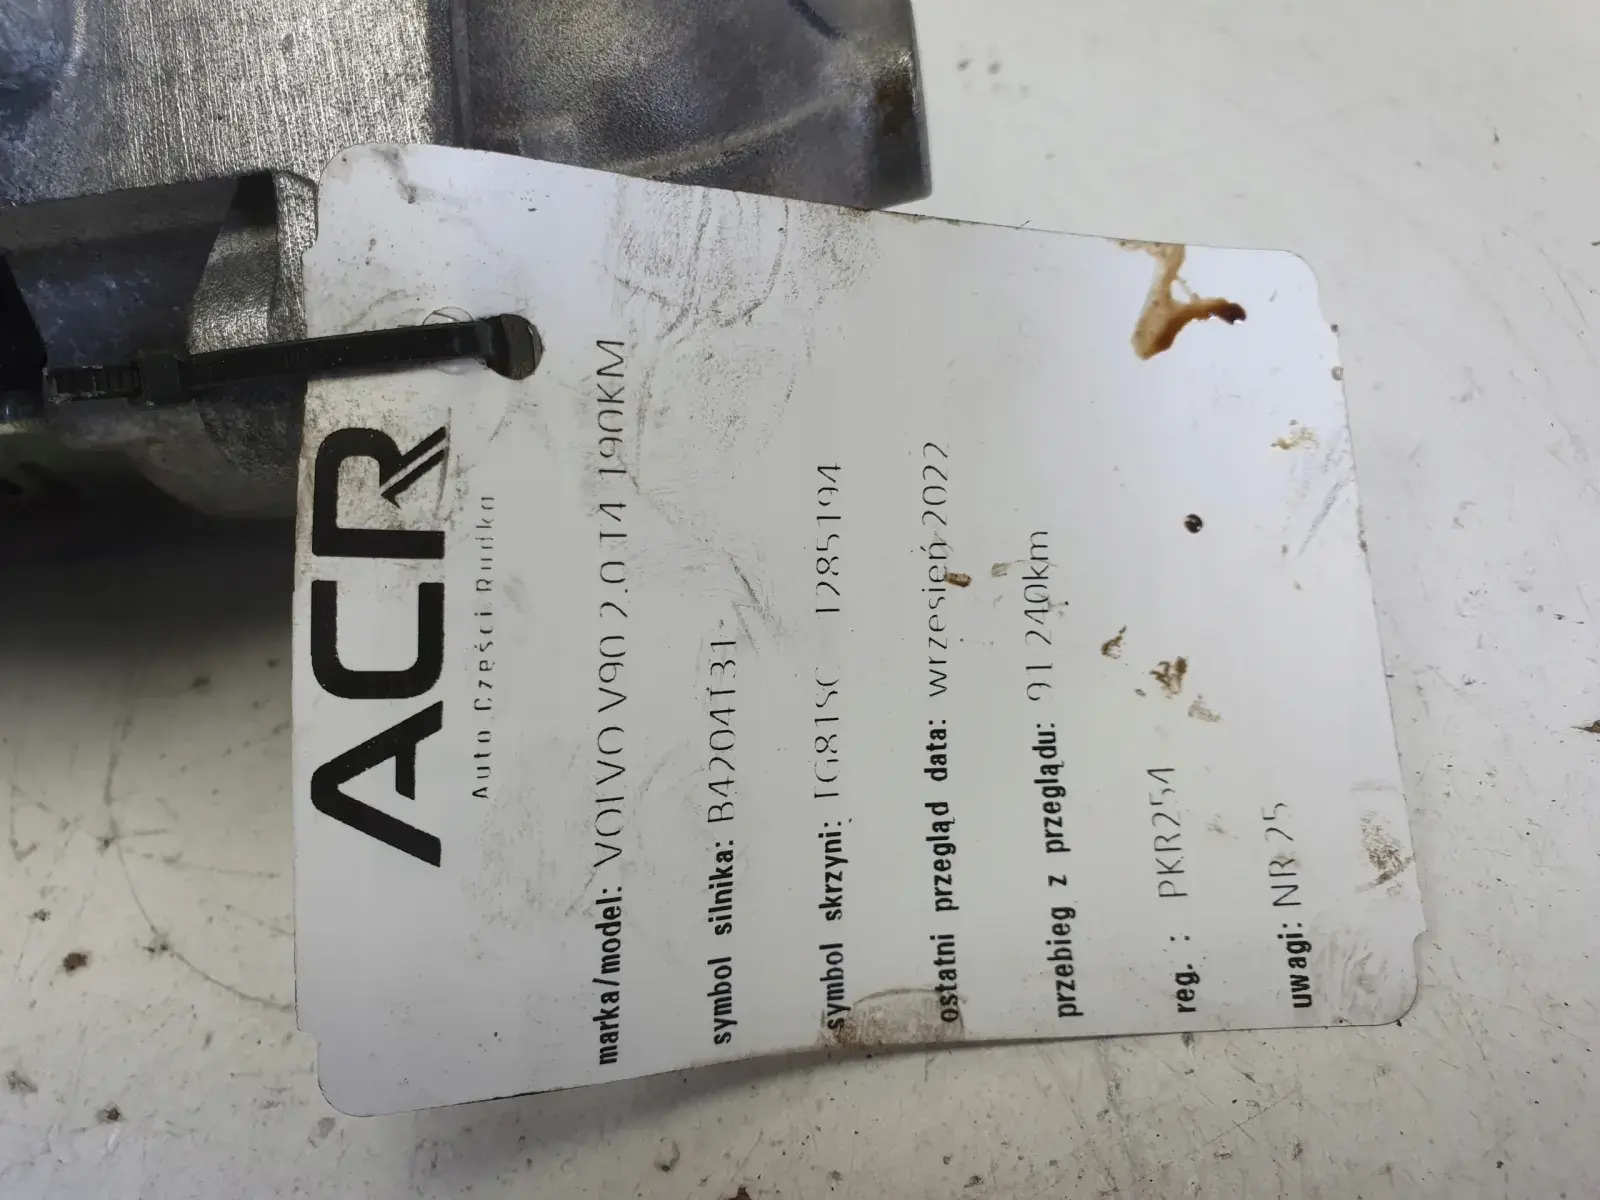 ACR
Auto Części Rudko
marka/model: VOLVO V90 2.0 T4 190KM
symbol silnika: B4204T31
symbol skrzyni: TG81SC 1285194
ostatni przegląd data: wrzesień 2022
przebieg z przeglądu: 91 240km
reg. : PKR254
uwagi: NR 25